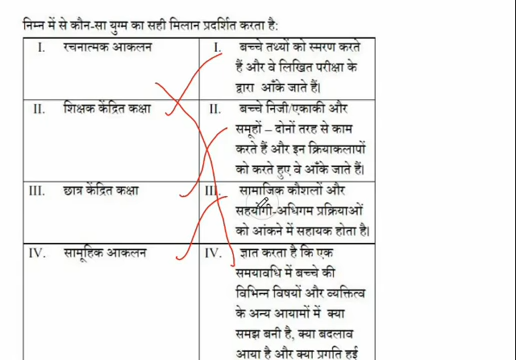 निम्न में से कौन-सा युग्म का सही मिलान प्रदर्शित करता है:
I. रचनात्मक आकलन
I. बच्चे तथ्यों को स्मरण करते
हैं और वे लिखित परीक्षा के
द्वारा आँके जाते हैं।
II. शिक्षक केंद्रित कक्षा
II. बच्चे निजी/एकाकी और
समूहों – दोनों तरह से काम
करते हैं और इन क्रियाकलापों
को करते हुए वे आँके जाते हैं।
III. छात्र केंद्रित कक्षा
III. सामाजिक कौशलों और
सहयोगी-अधिगम प्रक्रियाओं
को आंकने में सहायक होता है।
IV. सामूहिक आकलन
IV. ज्ञात करता है कि एक
समयावधि में बच्चे की
विभिन्न विषयों और व्यक्तित्व
के अन्य आयामों में क्या
समझ बनी है, क्या बदलाव
आया है और क्या प्रगति हुई